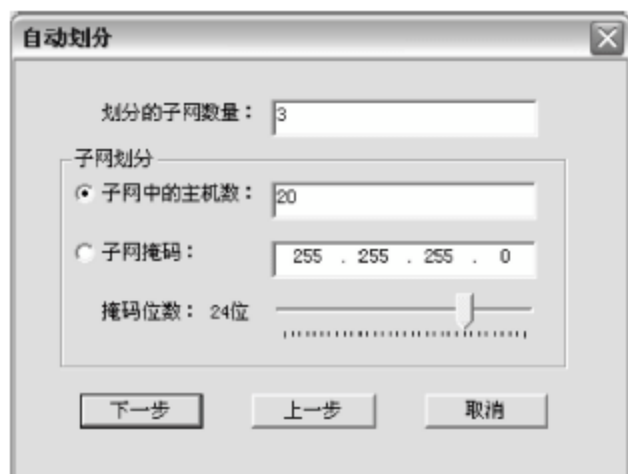 自动划分
划分的子网数量： 3
子网划分
子网中的主机数： 20
子网掩码： 255 . 255 . 255 . 0
掩码位数： 24位
下一步 上一步 取消